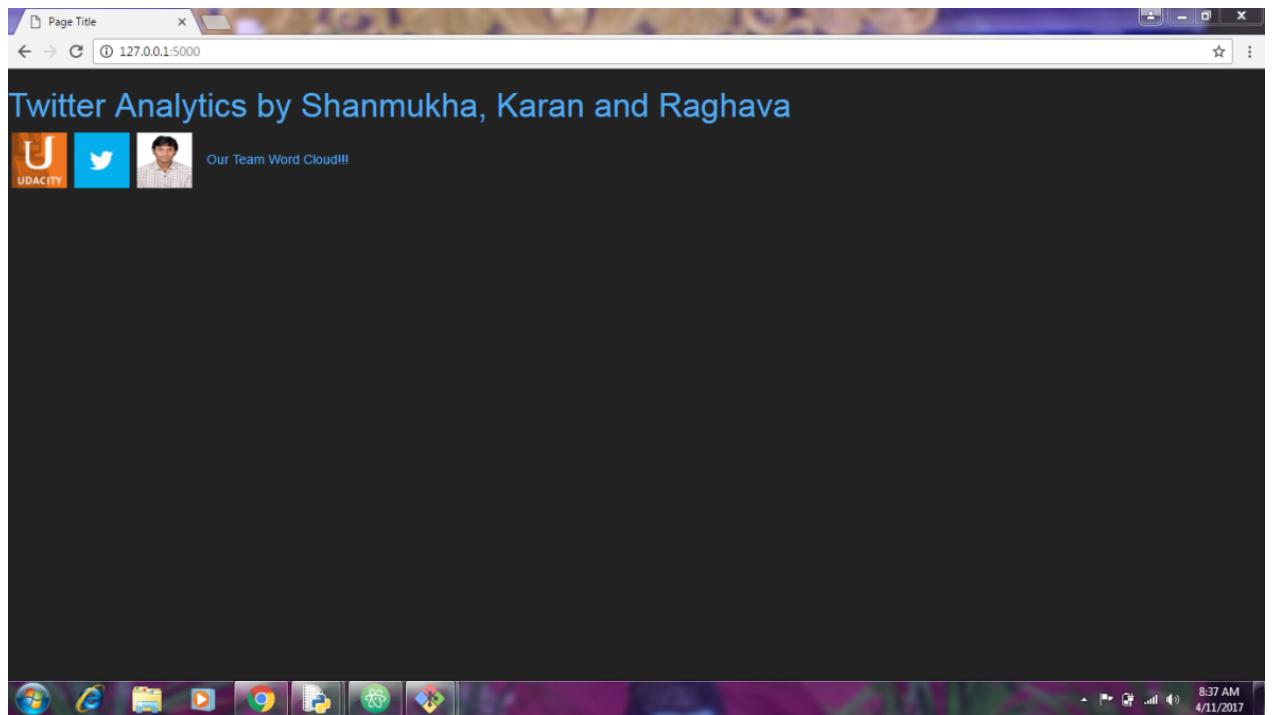 Page Title
127.0.0.1:5000
Twitter Analytics by Shanmukha, Karan and Raghava
U
UDACITY
Our Team Word Cloud!!!
8:37 AM
4/11/2017